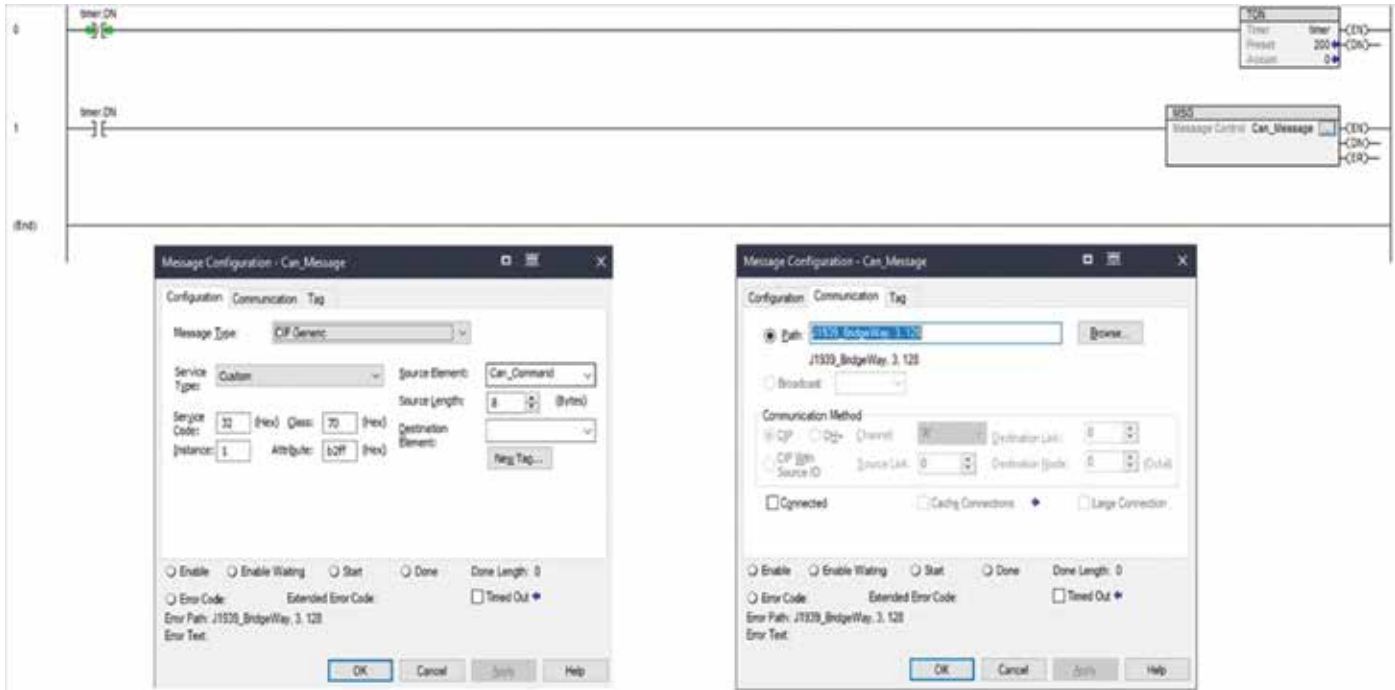 0
timer.DN
TON
Timer timer (EN)
Preset 200 (DN)
Accum 0
1
timer.DN
MSG
Message Control Can_Message ... (EN)
(DN)
(ER)
(End)
Message Configuration - Can_Message
Configuration Communication Tag
Message Type: CIP Generic
Service Type: Custom
Source Element: Can_Command
Source Length: 8 (Bytes)
Service Code: 32 (Hex) Class: 70 (Hex)
Destination Element:
Instance: 1 Attribute: b2ff (Hex)
New Tag...
Enable Enable Waiting Start Done Done Length: 0
Error Code: Extended Error Code: Timed Out
Error Path: J1939_BridgeWay, 3, 128
Error Text:
OK Cancel Apply Help
Message Configuration - Can_Message
Configuration Communication Tag
Path: J1939_BridgeWay, 3, 128 Browse...
J1939_BridgeWay, 3, 128
Broadcast:
Communication Method
CIP DH+ Channel: Destination Link: 0
CIP With Source ID Source Link: 0 Destination Node: 0 (Octal)
Connected Cache Connections Large Connection
Enable Enable Waiting Start Done Done Length: 0
Error Code: Extended Error Code: Timed Out
Error Path: J1939_BridgeWay, 3, 128
Error Text:
OK Cancel Apply Help